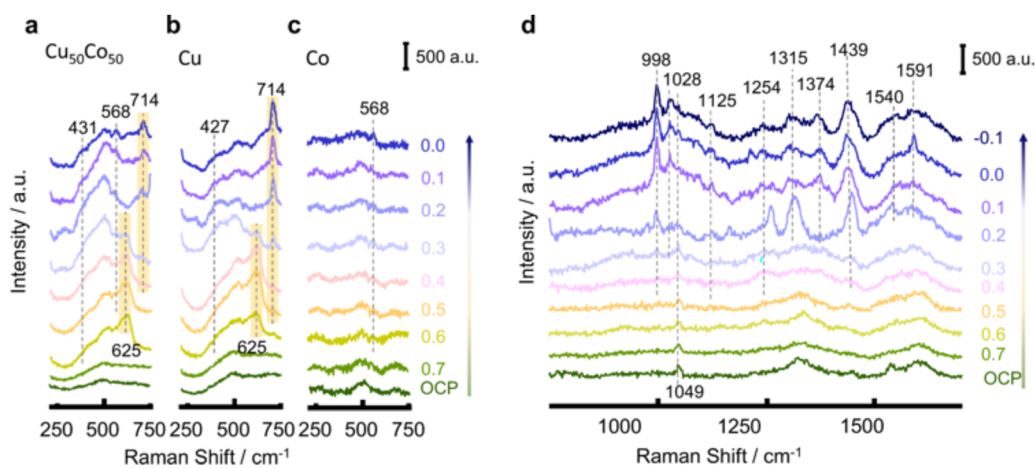 a
b
c
d
Cu50Co50
Cu
Co
500 a.u.
500 a.u.
431
568
714
427
714
568
998
1028
1125
1254
1315
1374
1439
1540
1591
0.0
0.1
0.2
0.3
0.4
0.5
0.6
0.7
OCP
-0.1
0.0
0.1
0.2
0.3
0.4
0.5
0.6
0.7
OCP
625
625
1049
Intensity / a.u.
Intensity / a.u.
250 500 750
250 500 750
250 500 750
1000 1250 1500
Raman Shift / cm-1
Raman Shift / cm-1